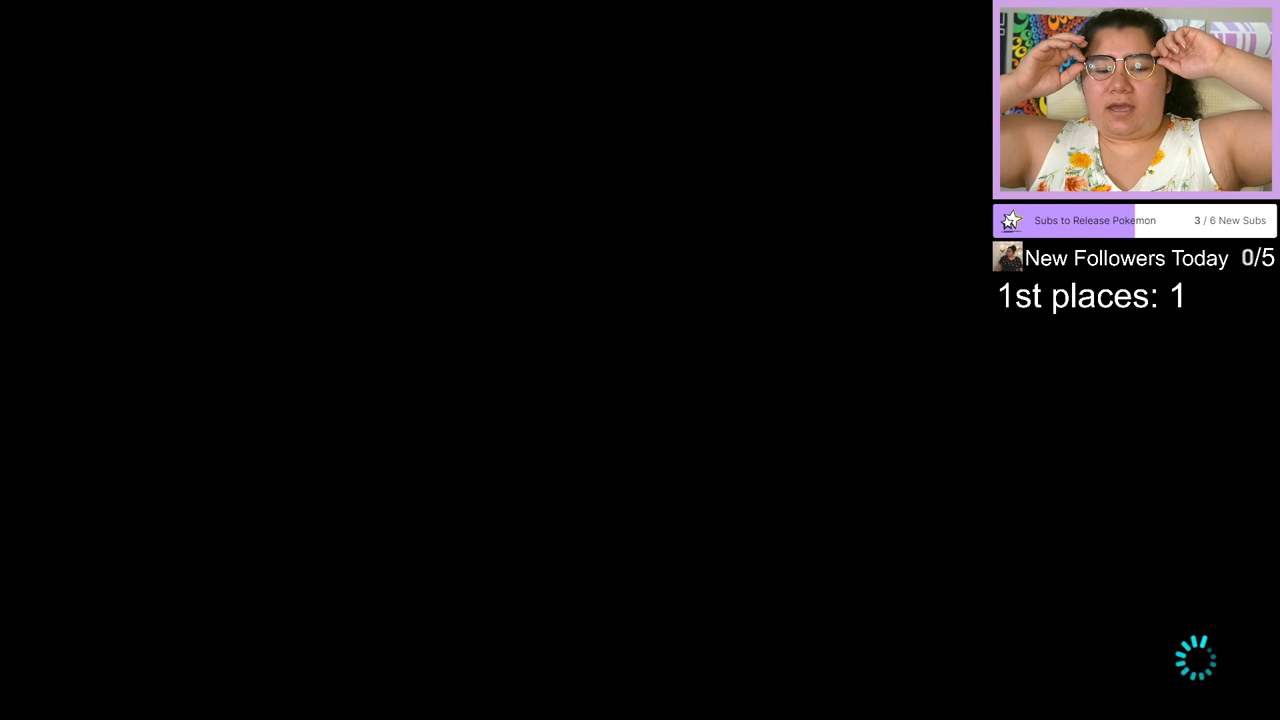 Subs to Release Pokemon 3 / 6 New Subs
New Followers Today 0/5
1st places: 1